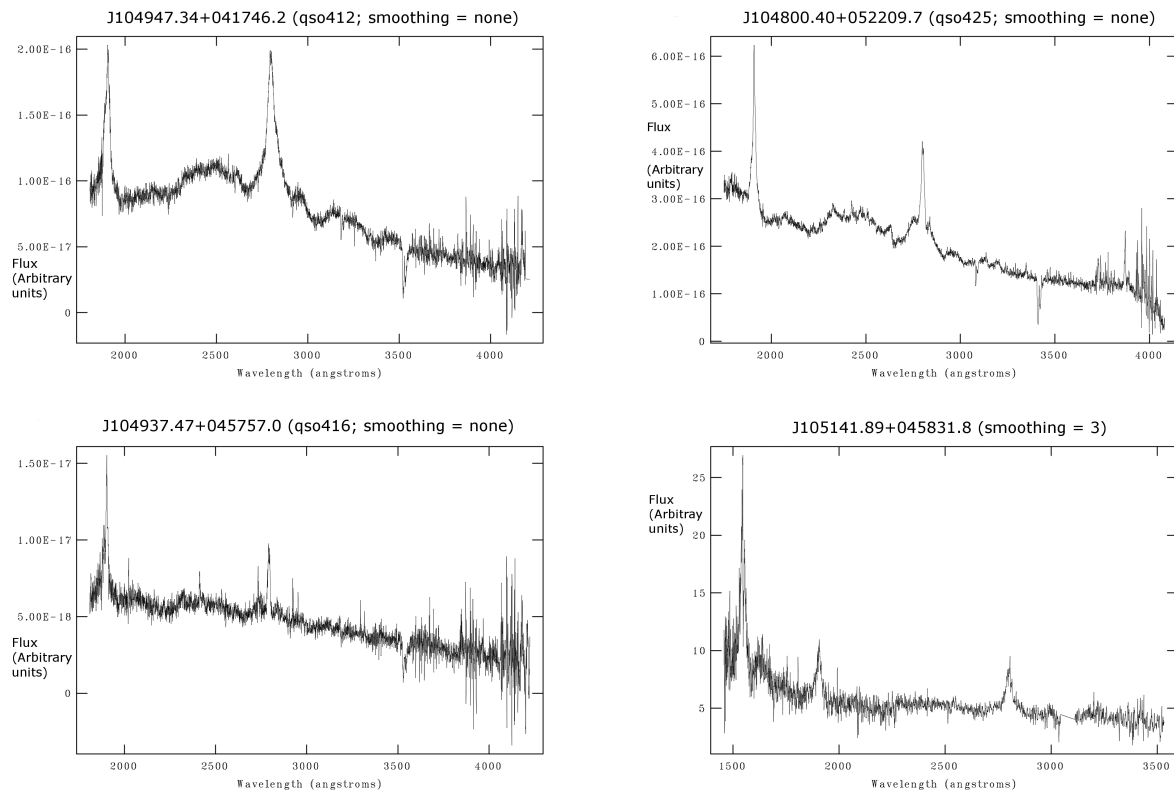 J104947.34+041746.2 (qso412; smoothing = none)
2.00E-16
1.50E-16
1.00E-16
5.00E-17
0
Flux
(Arbitrary
units)
2000 2500 3000 3500 4000
Wavelength (angstroms)
J104800.40+052209.7 (qso425; smoothing = none)
6.00E-16
5.00E-16
4.00E-16
3.00E-16
2.00E-16
1.00E-16
0
Flux
(Arbitrary
units)
2000 2500 3000 3500 4000
Wavelength (angstroms)
J104937.47+045757.0 (qso416; smoothing = none)
1.50E-17
1.00E-17
5.00E-18
0
Flux
(Arbitrary
units)
2000 2500 3000 3500 4000
Wavelength (angstroms)
J105141.89+045831.8 (smoothing = 3)
25
20
15
10
5
Flux
(Arbitray
units)
1500 2000 2500 3000 3500
Wavelength (angstroms)